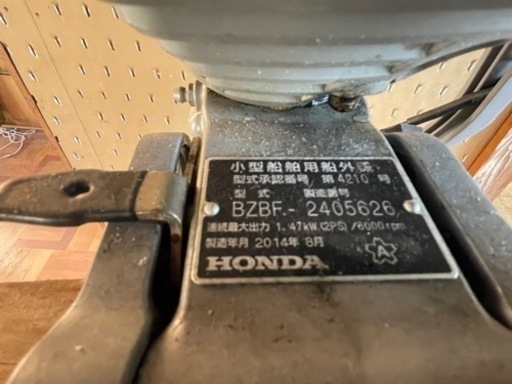 小型船舶用船外機
型式承認番号 第4210号
型式 製造番号
BZBF-2405626
連続最大出力 1.47kW(2PS)/6000rpm
製造年月 2014年 8月
HONDA A